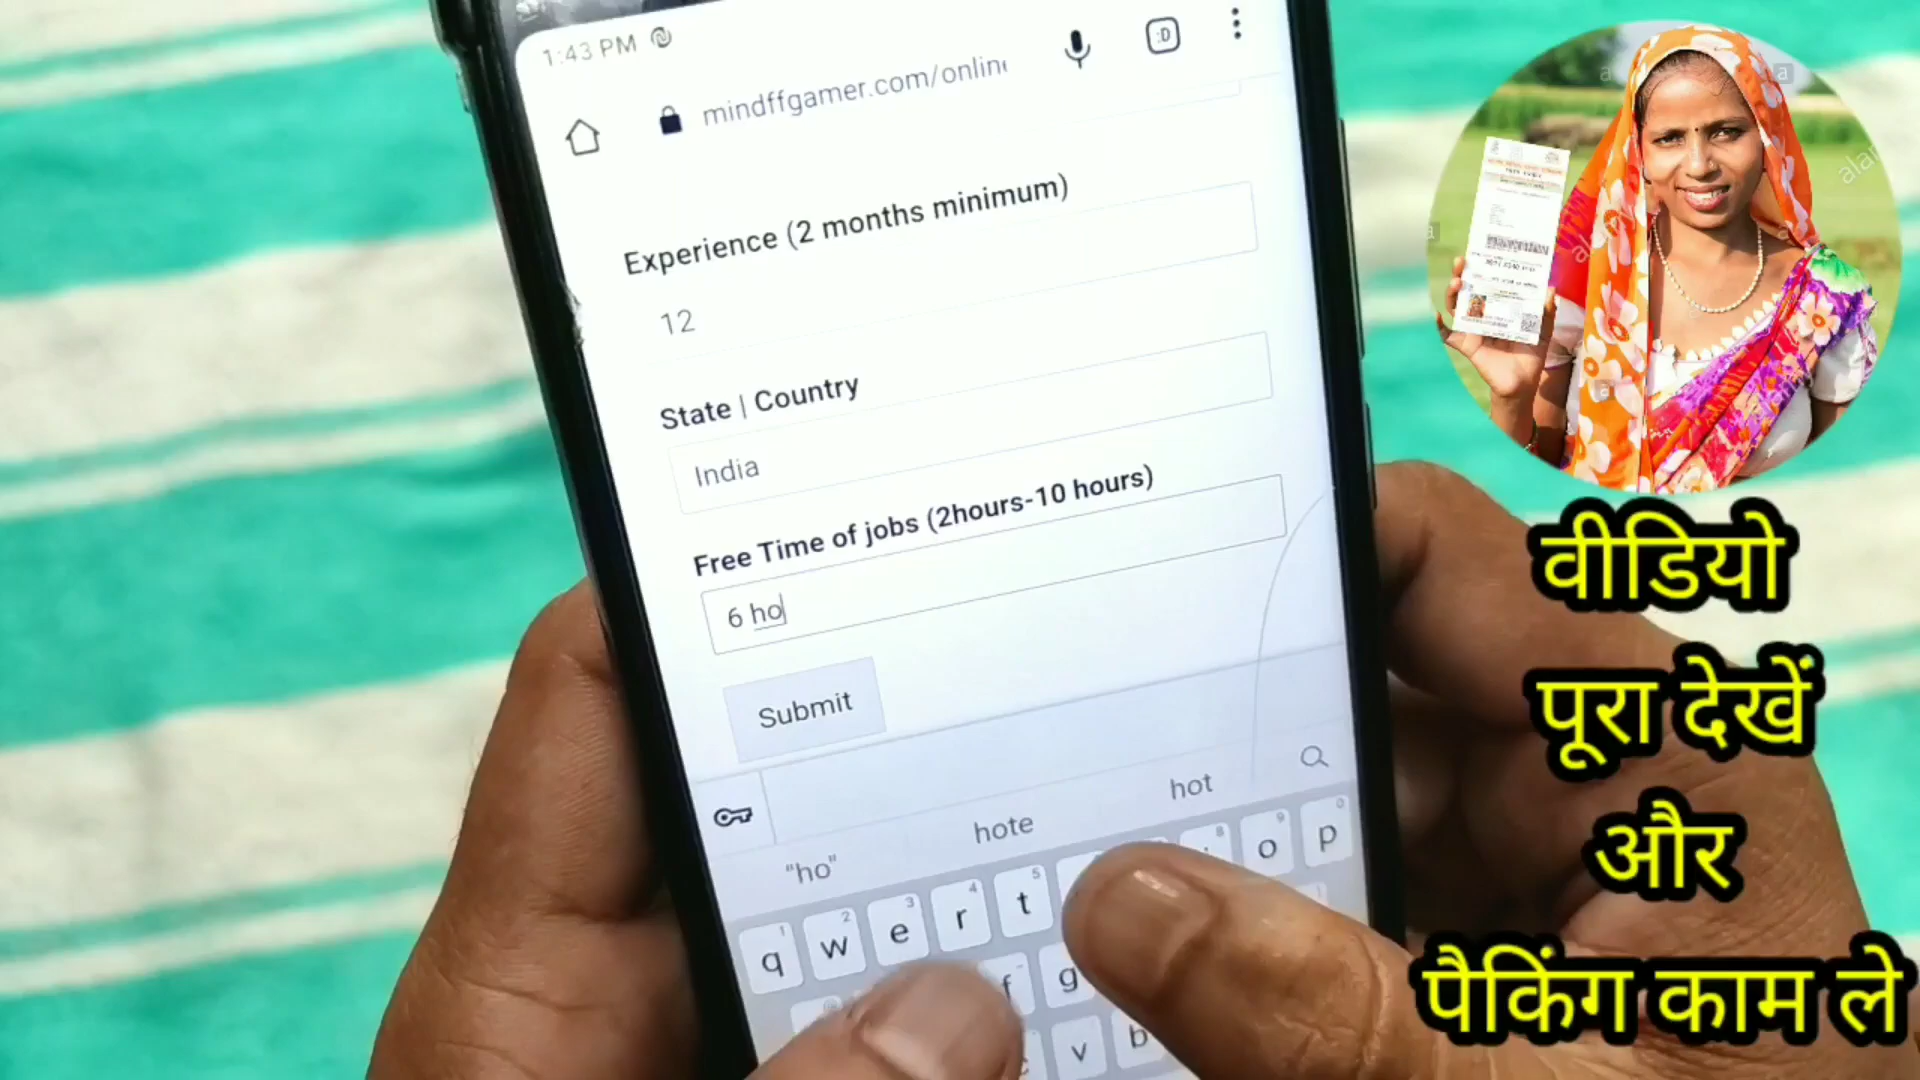 1:43 PM
mindffgamer.com/onlin
Experience (2 months minimum)
12
State | Country
India
Free Time of jobs (2hours-10 hours)
6 ho
Submit
"ho"
hote
hot
q w e r t o p
f g
v b
वीडियो
पूरा देखें
और
पैकिंग काम ले